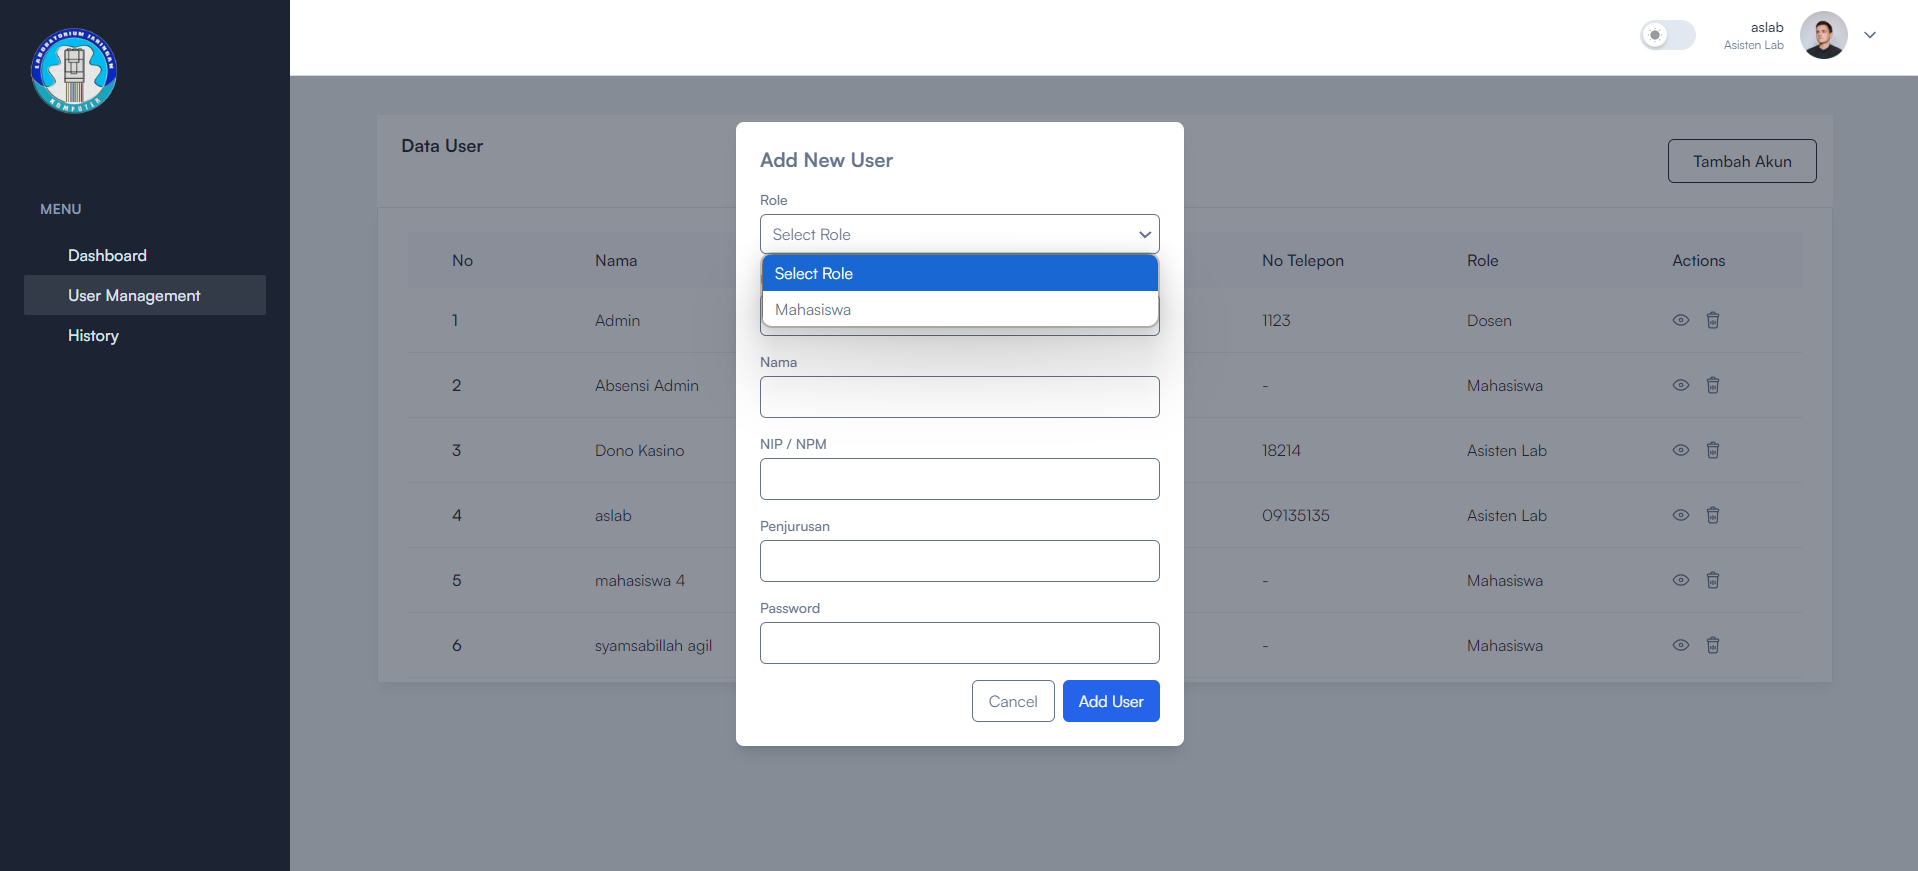 LABORATORIUM JARINGAN
KOMPUTER
MENU
Dashboard
User Management
History
aslab
Asisten Lab
Data User
Tambah Akun
No Nama No Telepon Role Actions
1 Admin 1123 Dosen
2 Absensi Admin - Mahasiswa
3 Dono Kasino 18214 Asisten Lab
4 aslab 09135135 Asisten Lab
5 mahasiswa 4 - Mahasiswa
6 syamsabillah agil - Mahasiswa
Add New User
Role
Select Role
Select Role
Mahasiswa
Nama
NIP / NPM
Penjurusan
Password
Cancel Add User